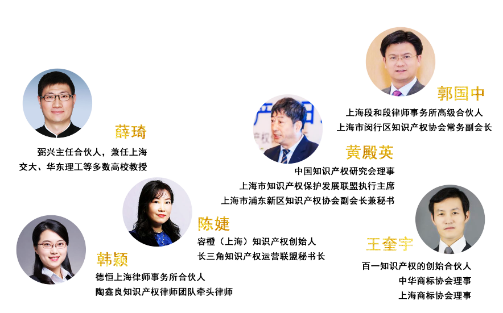 郭国中
上海段和段律师事务所高级合伙人
上海市闵行区知识产权协会常务副会长
薛琦
弼兴主任合伙人，兼任上海
交大、华东理工等多数高校教授
黄殿英
中国知识产权研究会理事
上海市知识产权保护发展联盟执行主席
上海市浦东新区知识产权协会副会长兼秘书
陈婕
容橙（上海）知识产权创始人
长三角知识产权运营联盟秘书长
王奎宇
百一知识产权的创始合伙人
中华商标协会理事
上海商标协会理事
韩颖
德恒上海律师事务所合伙人
陶鑫良知识产权律师团队牵头律师